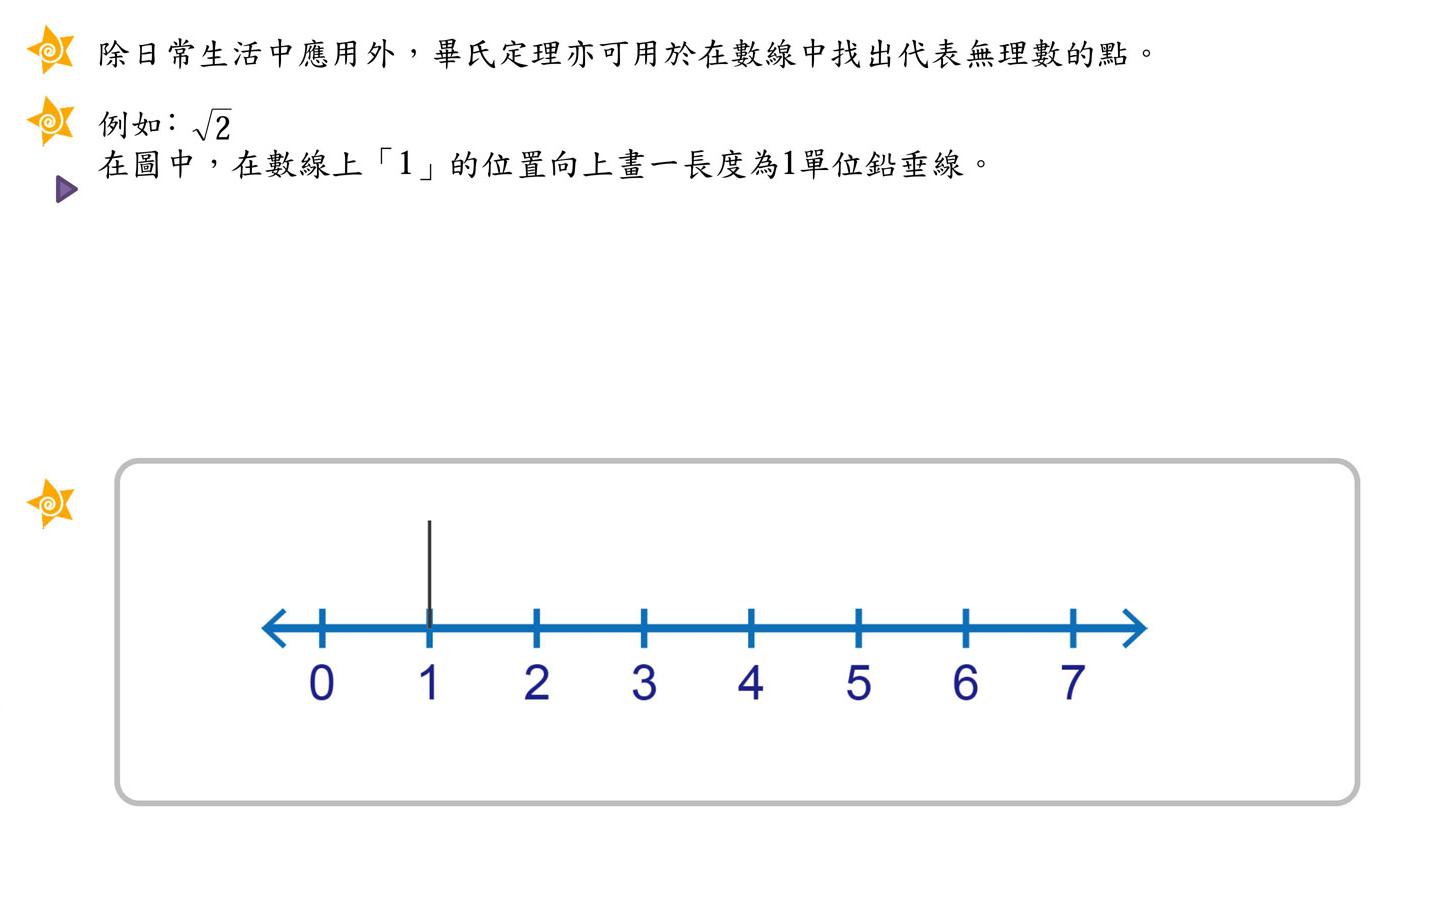 除日常生活中應用外，畢氏定理亦可用於在數線中找出代表無理數的點。
例如：√2
在圖中，在數線上「1」的位置向上畫一長度為1單位鉛垂線。
0 1 2 3 4 5 6 7